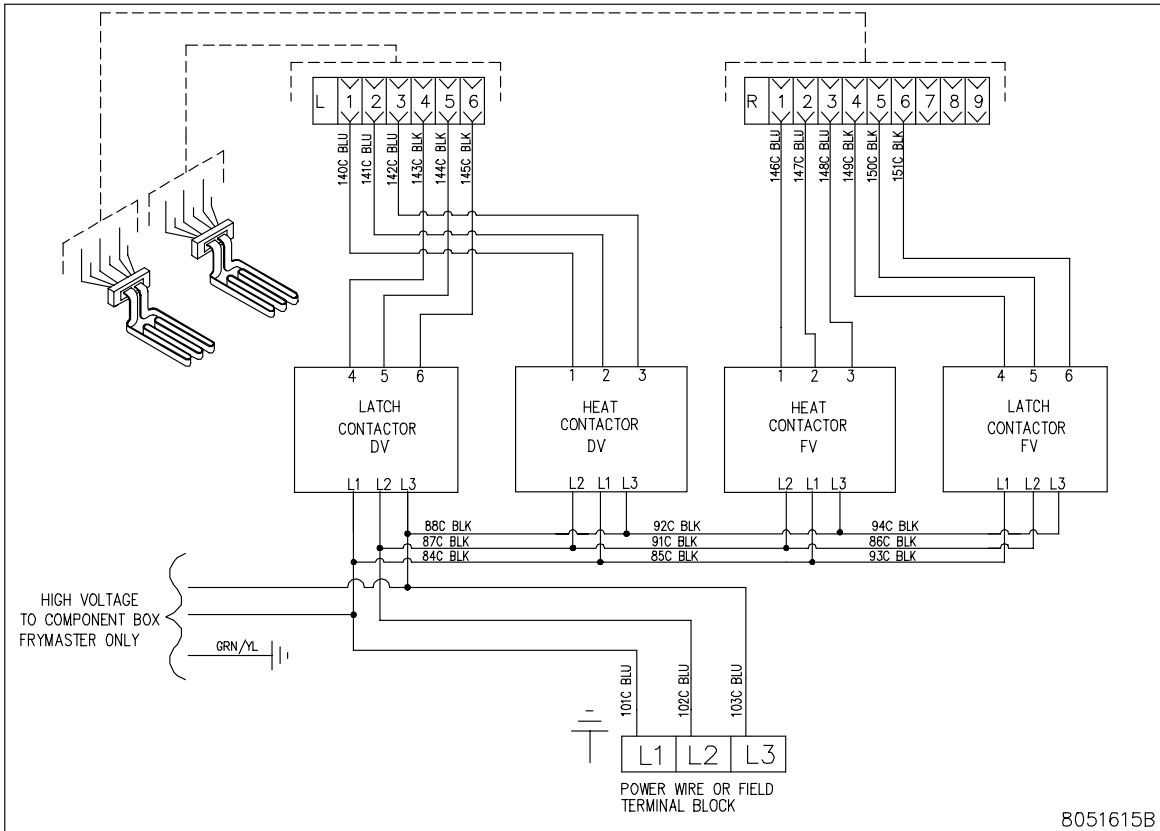 L 1 2 3 4 5 6
R 1 2 3 4 5 6 7 8 9
140C BLU
141C BLU
142C BLU
143C BLK
144C BLK
145C BLK
146C BLU
147C BLU
148C BLU
149C BLK
150C BLK
151C BLK
4 5 6
LATCH
CONTACTOR
DV
L1 L2 L3
1 2 3
HEAT
CONTACTOR
DV
L2 L1 L3
1 2 3
HEAT
CONTACTOR
FV
L2 L1 L3
4 5 6
LATCH
CONTACTOR
FV
L1 L2 L3
88C BLK 92C BLK 94C BLK
87C BLK 91C BLK 86C BLK
84C BLK 85C BLK 93C BLK
HIGH VOLTAGE
TO COMPONENT BOX
FRYMASTER ONLY
GRN/YL
101C BLU
102C BLU
103C BLU
L1 L2 L3
POWER WIRE OR FIELD
TERMINAL BLOCK
8051615B